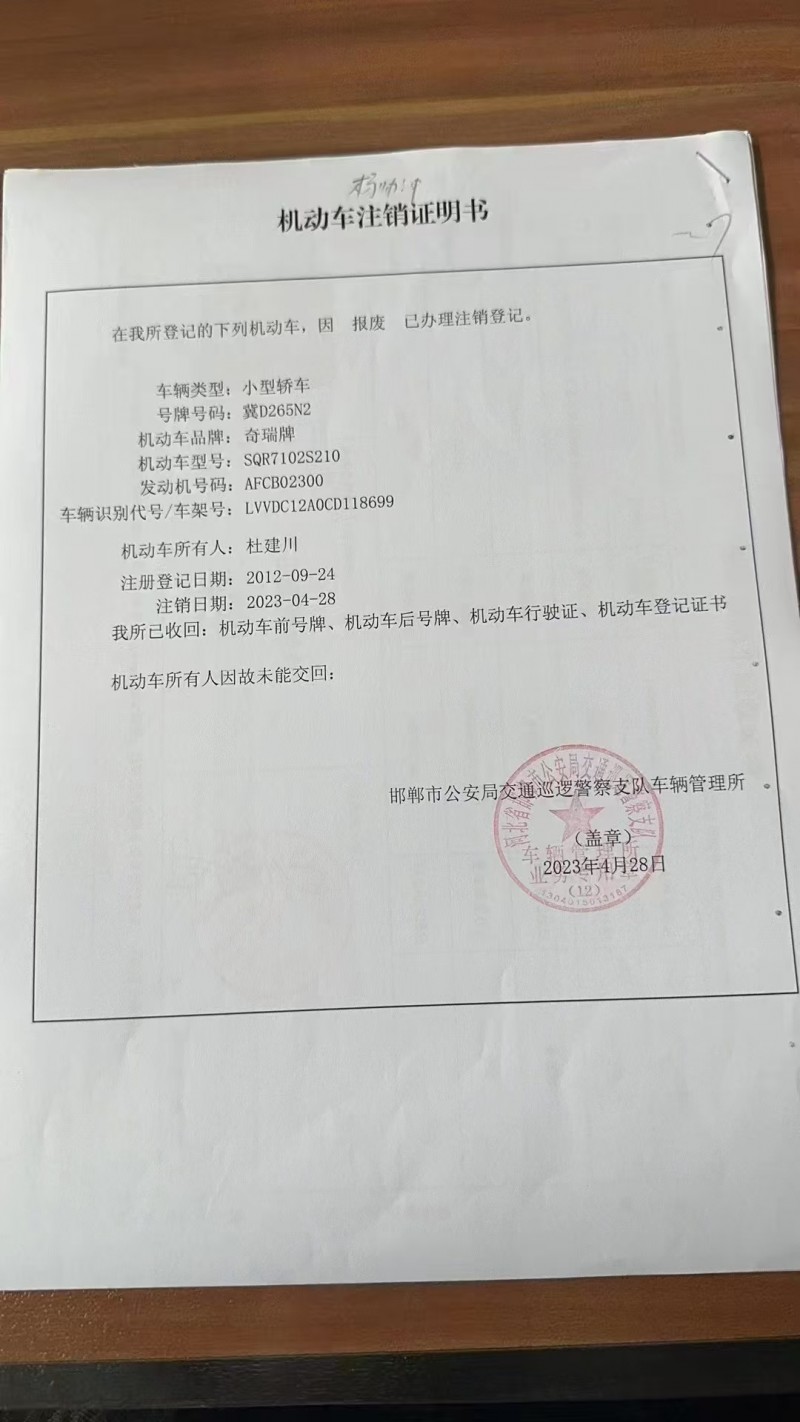 机动车注销证明书
在我所登记的下列机动车，因 报废 已办理注销登记。
车辆类型：小型轿车
号牌号码：冀D265N2
机动车品牌：奇瑞牌
机动车型号：SQR7102S210
发动机号码：AFCB02300
车辆识别代号/车架号：LVVDC12A0CD118699
机动车所有人：杜建川
注册登记日期：2012-09-24
注销日期：2023-04-28
我所已收回：机动车前号牌、机动车后号牌、机动车行驶证、机动车登记证书
机动车所有人因故未能交回：
邯郸市公安局交通巡逻警察支队车辆管理所
（盖章）
2023年4月28日
车辆管理所
(12)